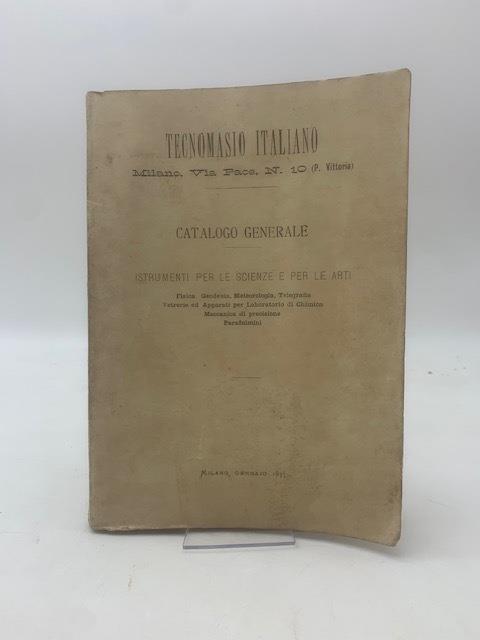 TECNOMASIO ITALIANO
Milano, Via Pace, N. 10 (P. Vittoria)
CATALOGO GENERALE
ISTRUMENTI PER LE SCIENZE E PER LE ARTI
Fisica Geodesia, Meteorologia, Telegrafia
Vetrerie ed Apparati per Laboratorio di Chimica
Meccanica di precisione
Parafulmini
MILANO, GENNAIO